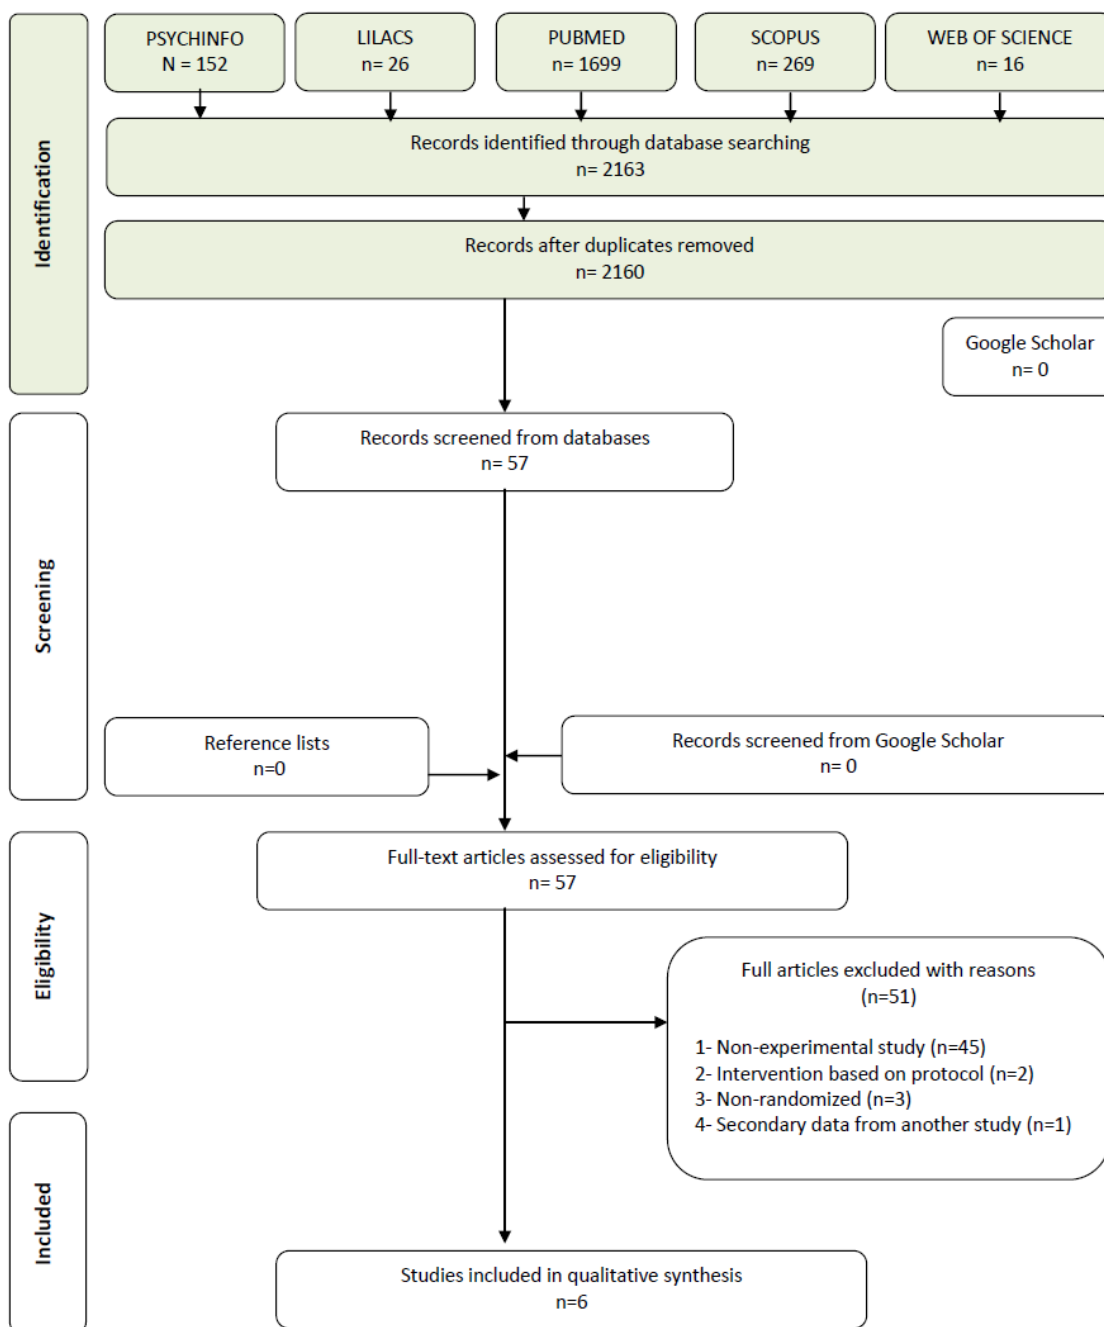 PSYCHINFO
N = 152
LILACS
n= 26
PUBMED
n= 1699
SCOPUS
n= 269
WEB OF SCIENCE
n= 16
Identification
Records identified through database searching
n= 2163
Records after duplicates removed
n= 2160
Google Scholar
n= 0
Screening
Records screened from databases
n= 57
Reference lists
n=0
Records screened from Google Scholar
n= 0
Eligibility
Full-text articles assessed for eligibility
n= 57
Full articles excluded with reasons
(n=51)
1- Non-experimental study (n=45)
2- Intervention based on protocol (n=2)
3- Non-randomized (n=3)
4- Secondary data from another study (n=1)
Included
Studies included in qualitative synthesis
n=6